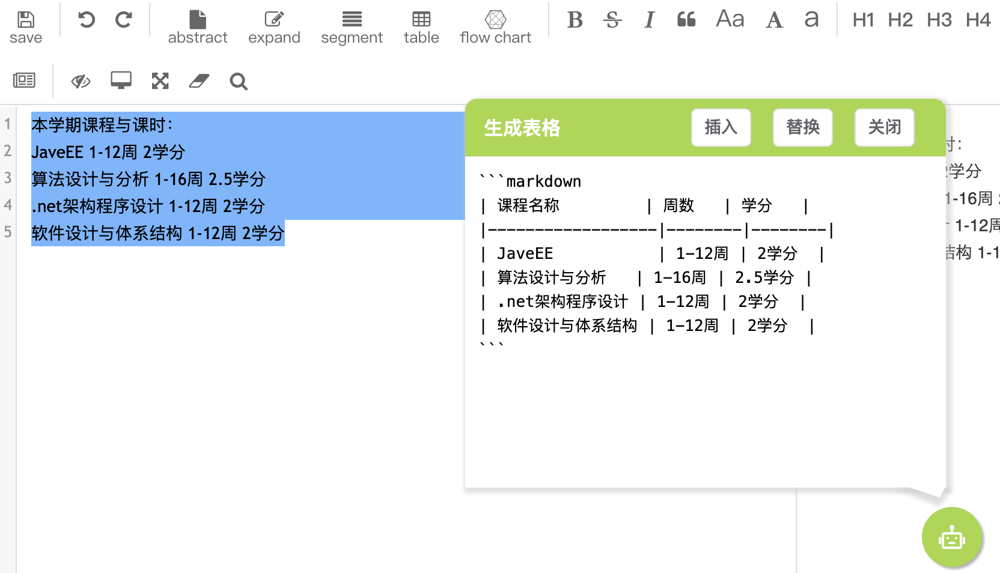 save
abstract
expand
segment
table
flow chart
B S I Aa A a H1 H2 H3 H4
1 本学期课程与课时：
2 JaveEE 1-12周 2学分
3 算法设计与分析 1-16周 2.5学分
4 .net架构程序设计 1-12周 2学分
5 软件设计与体系结构 1-12周 2学分
生成表格
插入
替换
关闭
```markdown
| 课程名称 | 周数 | 学分 |
|------------------|--------|--------|
| JaveEE | 1-12周 | 2学分 |
| 算法设计与分析 | 1-16周 | 2.5学分 |
| .net架构程序设计 | 1-12周 | 2学分 |
| 软件设计与体系结构 | 1-12周 | 2学分 |
```
时：
学分
1-16周
1-12周
结构 1-1